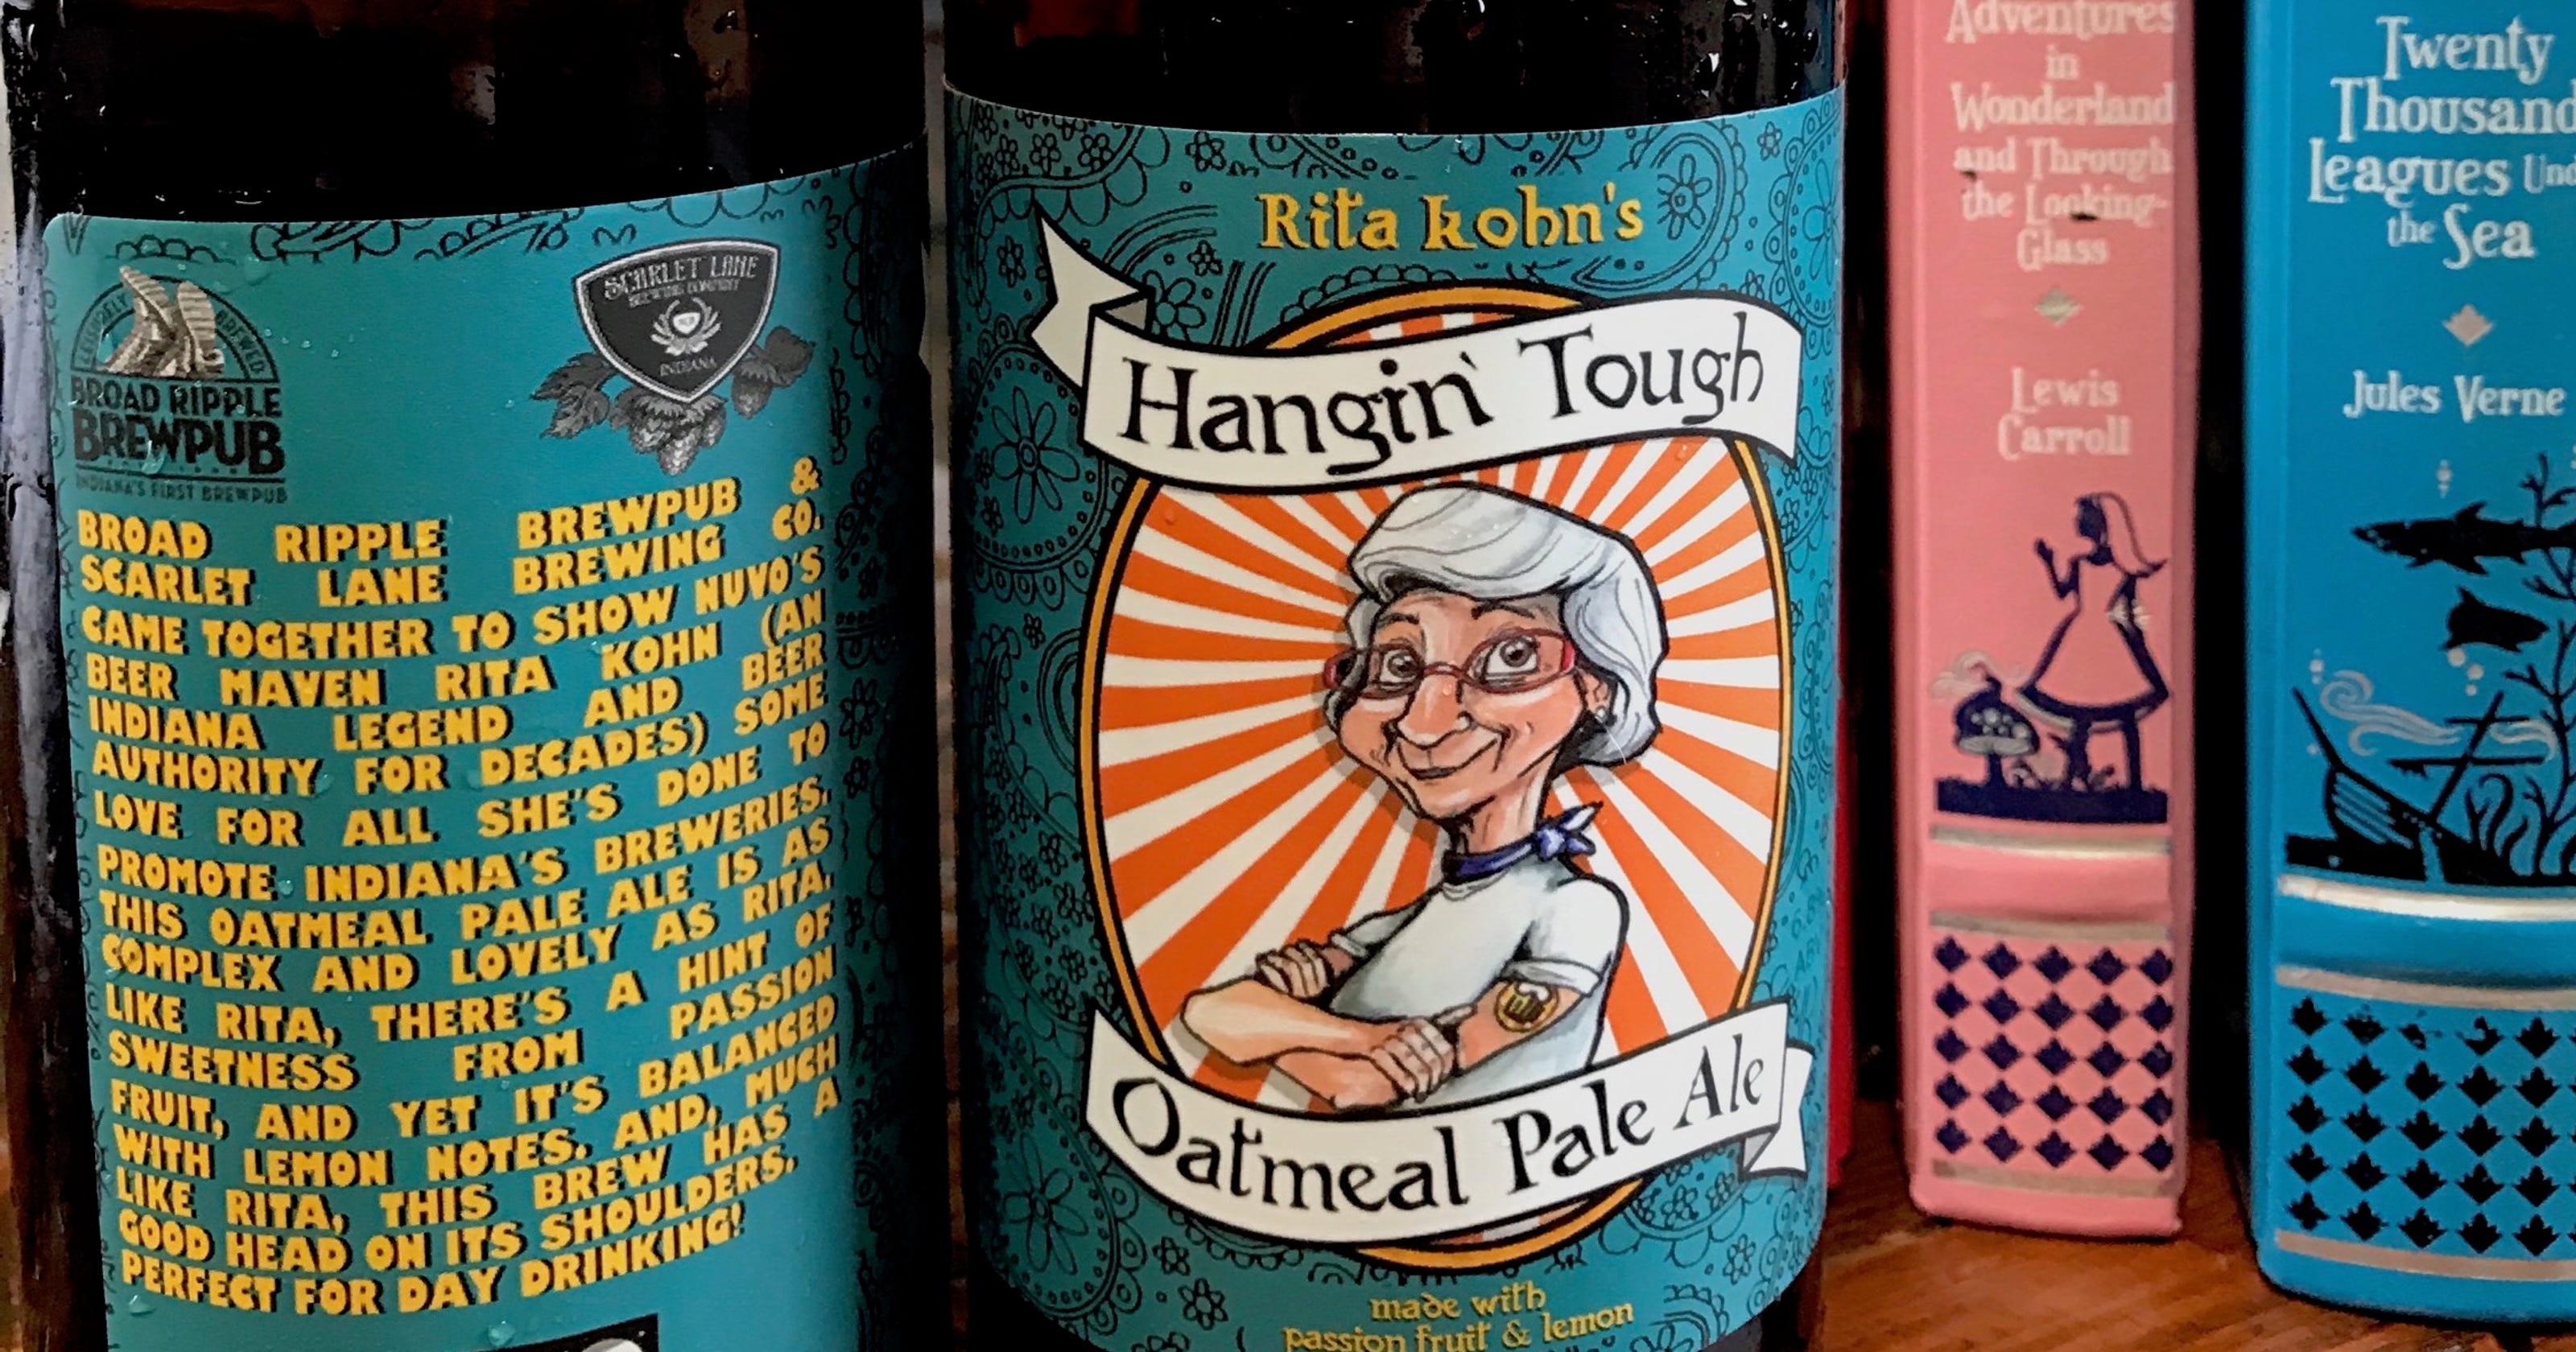 LEISURELY BREWED
BROAD RIPPLE
BREWPUB
INDIANA'S FIRST BREWPUB
SCARLET LANE
BREWING COMPANY
INDIANA
BROAD RIPPLE BREWPUB &
SCARLET LANE BREWING CO.
CAME TOGETHER TO SHOW NUVO'S
BEER MAVEN RITA KOHN (AN
INDIANA LEGEND AND BEER
AUTHORITY FOR DECADES) SOME
LOVE FOR ALL SHE'S DONE TO
PROMOTE INDIANA'S BREWERIES.
THIS OATMEAL PALE ALE IS AS
COMPLEX AND LOVELY AS RITA.
LIKE RITA, THERE'S A HINT OF
SWEETNESS FROM PASSION
FRUIT, AND YET IT'S BALANCED
WITH LEMON NOTES. AND, MUCH
LIKE RITA, THIS BREW HAS A
GOOD HEAD ON ITS SHOULDERS.
PERFECT FOR DAY DRINKING!
Rita Kohn's
Hangin' Tough
Oatmeal Pale Ale
made with
passion fruit & lemon
Adventures
in
Wonderland
and Through
the Looking-
Glass
Lewis
Carroll
Twenty
Thousand
Leagues Und
the Sea
Jules Verne